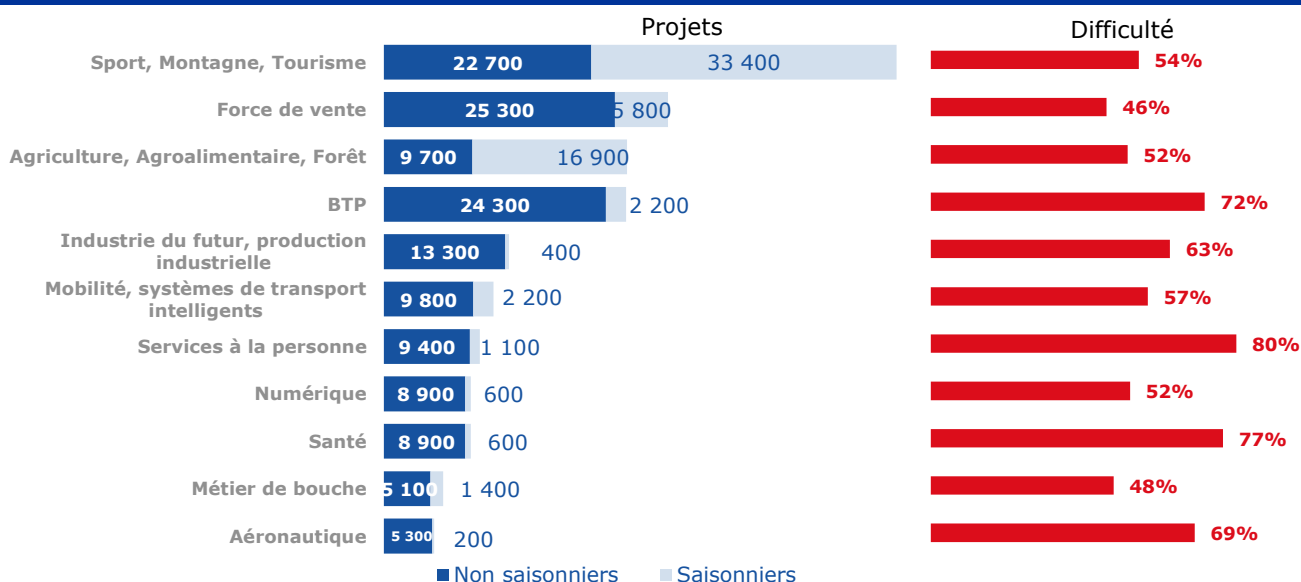 Projets
Difficulté
Sport, Montagne, Tourisme 22 700 33 400 54%
Force de vente 25 300 5 800 46%
Agriculture, Agroalimentaire, Forêt 9 700 16 900 52%
BTP 24 300 2 200 72%
Industrie du futur, production
industrielle 13 300 400 63%
Mobilité, systèmes de transport
intelligents 9 800 2 200 57%
Services à la personne 9 400 1 100 80%
Numérique 8 900 600 52%
Santé 8 900 600 77%
Métier de bouche 5 100 1 400 48%
Aéronautique 5 300 200 69%
Non saisonniers Saisonniers